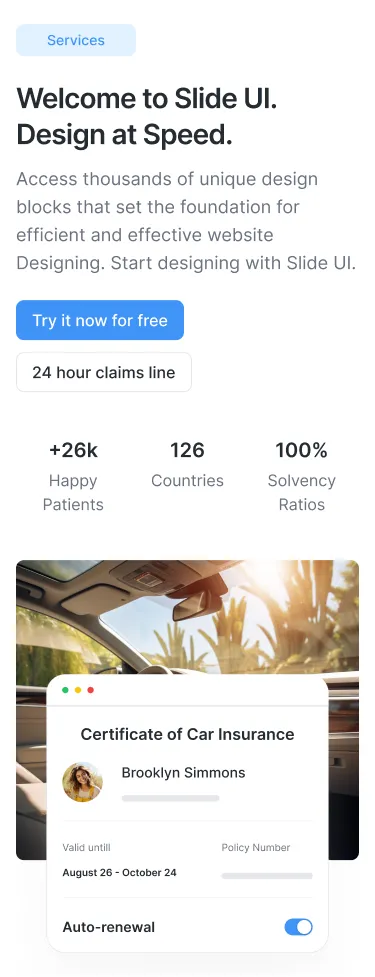 Services
Welcome to Slide UI.
Design at Speed.
Access thousands of unique design
blocks that set the foundation for
efficient and effective website
Designing. Start designing with Slide UI.
Try it now for free
24 hour claims line
+26k
Happy
Patients
126
Countries
100%
Solvency
Ratios
Certificate of Car Insurance
Brooklyn Simmons
Valid untill
August 26 - October 24
Policy Number
Auto-renewal